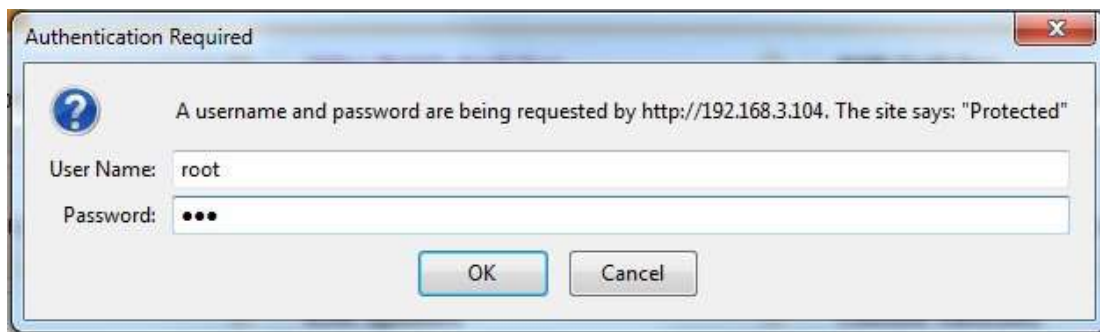 Authentication Required
A username and password are being requested by http://192.168.3.104. The site says: "Protected"
User Name: root
Password: •••
OK Cancel